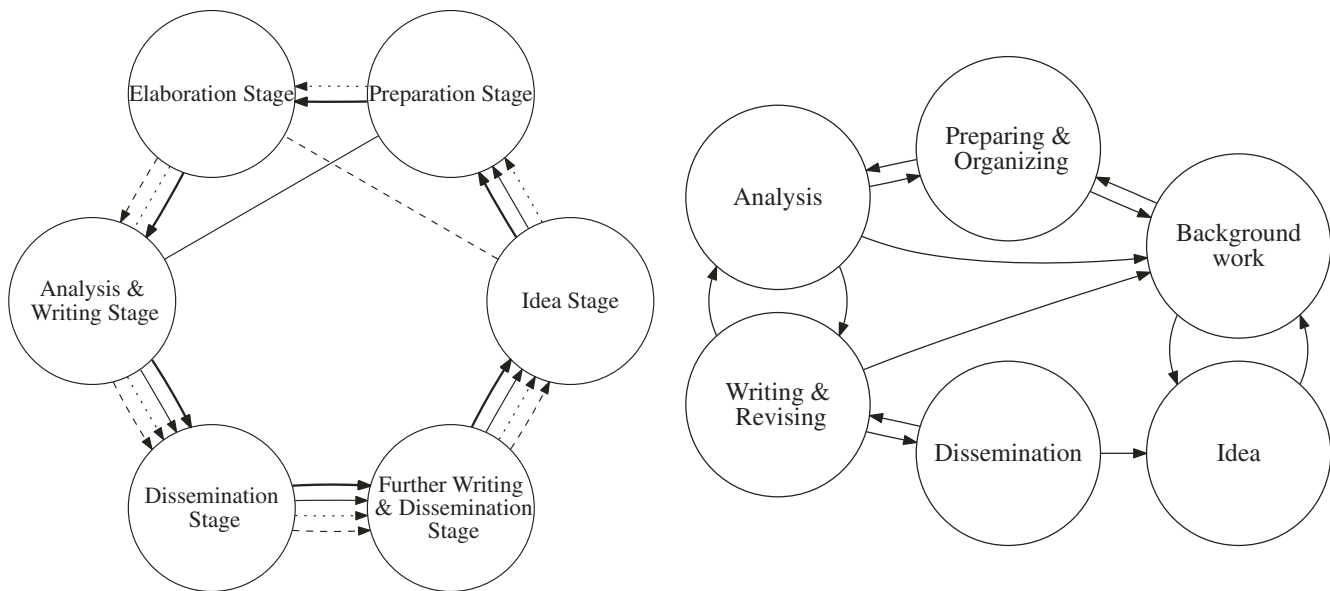 Elaboration Stage
Preparation Stage
Analysis &
Writing Stage
Idea Stage
Dissemination
Stage
Further Writing
& Dissemination
Stage
Preparing &
Organizing
Analysis
Background
work
Writing &
Revising
Dissemination
Idea